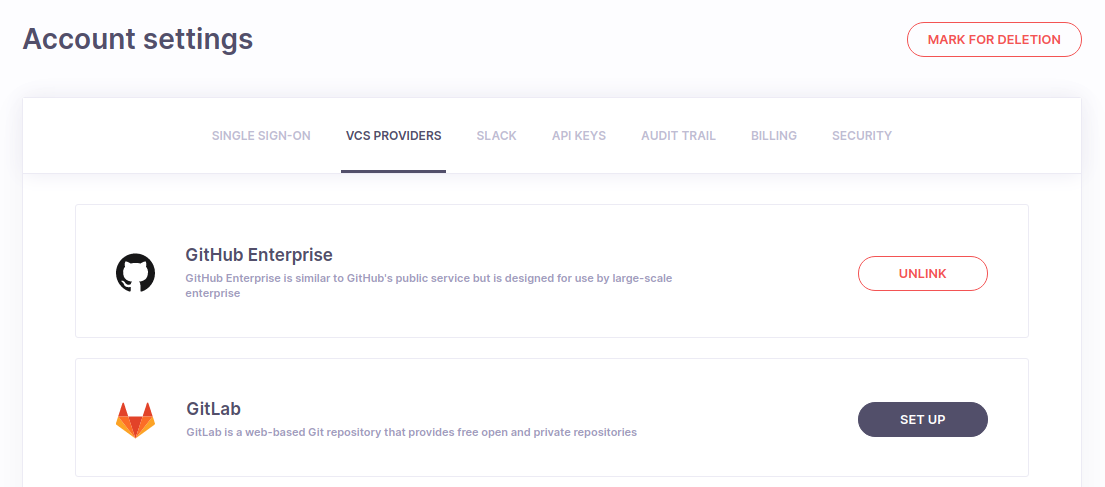 Account settings
MARK FOR DELETION
SINGLE SIGN-ON VCS PROVIDERS SLACK API KEYS AUDIT TRAIL BILLING SECURITY
GitHub Enterprise
GitHub Enterprise is similar to GitHub's public service but is designed for use by large-scale
enterprise
UNLINK
GitLab
GitLab is a web-based Git repository that provides free open and private repositories
SET UP